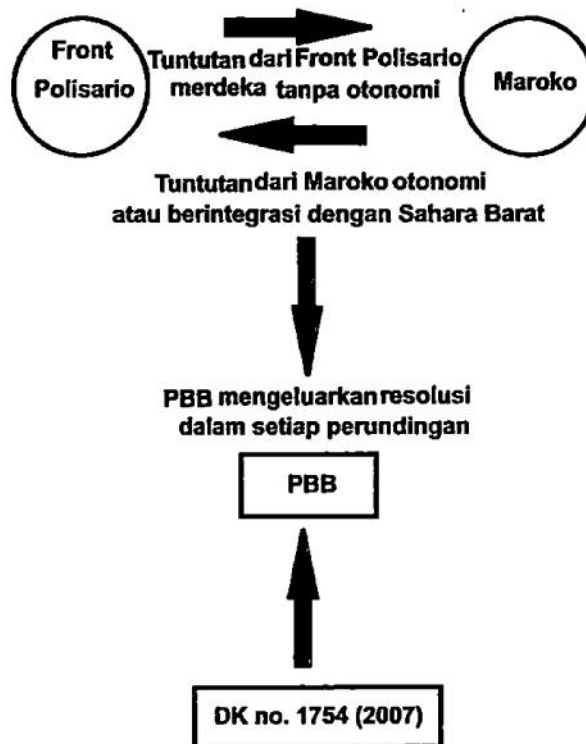 Front
Polisario
Tuntutan dari Front Polisario
merdeka tanpa otonomi
Maroko
Tuntutan dari Maroko otonomi
atau berintegrasi dengan Sahara Barat
PBB mengeluarkan resolusi
dalam setiap perundingan
PBB
DK no. 1754 (2007)